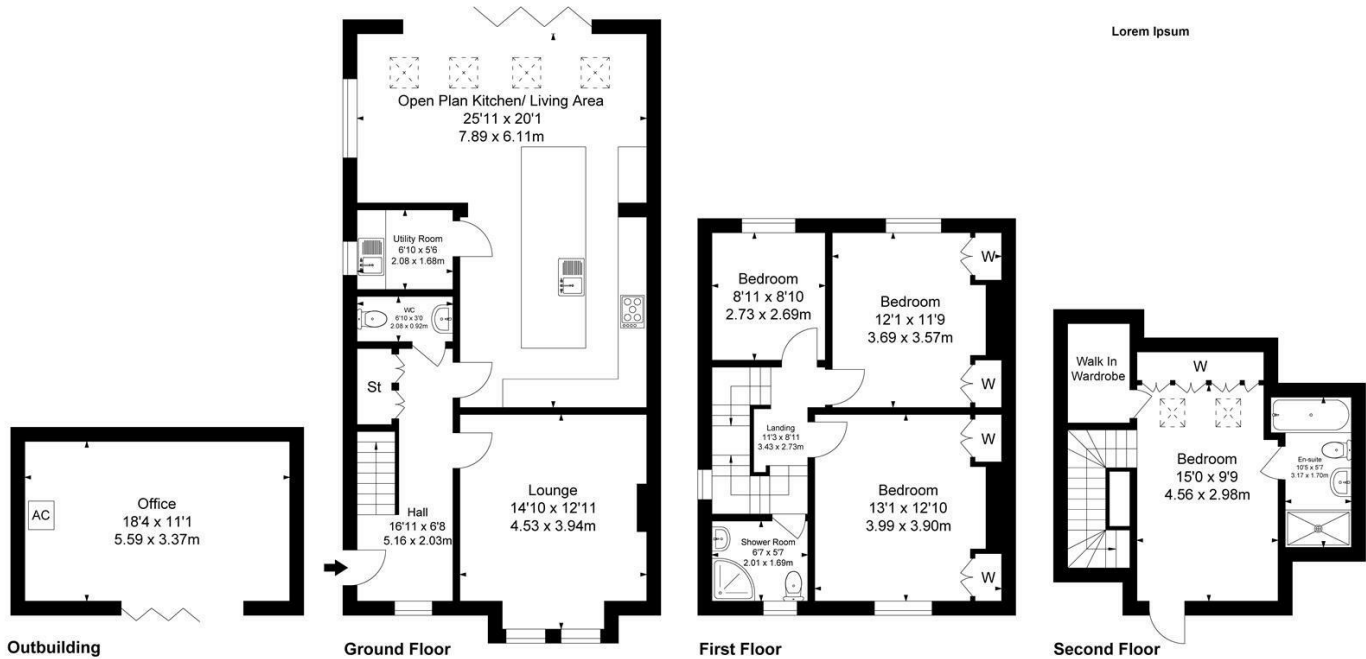 Lorem Ipsum
Open Plan Kitchen/ Living Area
25'11 x 20'1
7.89 x 6.11m
Utility Room
6'10 x 5'6
2.08 x 1.68m
WC
6'10 x 3'0
2.08 x 0.92m
St
Hall
16'11 x 6'8
5.16 x 2.03m
Lounge
14'10 x 12'11
4.53 x 3.94m
AC
Office
18'4 x 11'1
5.59 x 3.37m
Bedroom
8'11 x 8'10
2.73 x 2.69m
Bedroom
12'1 x 11'9
3.69 x 3.57m
W
W
Landing
11'3 x 8'11
3.43 x 2.73m
W
Bedroom
13'1 x 12'10
3.99 x 3.90m
W
Shower Room
6'7 x 5'7
2.01 x 1.69m
Walk In
Wardrobe
W
Bedroom
15'0 x 9'9
4.56 x 2.98m
En-suite
10'5 x 5'7
3.17 x 1.70m
Outbuilding
Ground Floor
First Floor
Second Floor